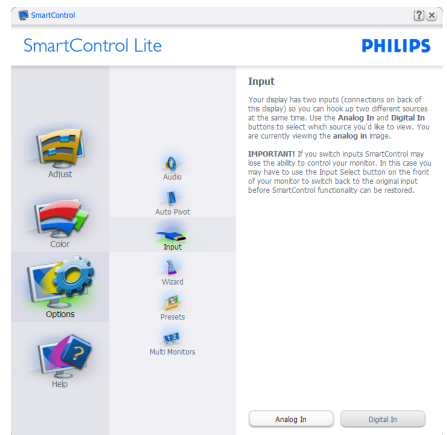 SmartControl
SmartControl Lite
PHILIPS
Adjust
Color
Options
Help
Audio
Auto Pivot
Input
Wizard
Presets
Multi Monitors
Input
Your display has two inputs (connections on back of
this display) so you can hook up two different sources
at the same time. Use the Analog In and Digital In
buttons to select which source you'd like to view. You
are currently viewing the analog in image.
IMPORTANT! If you switch inputs SmartControl may
lose the ability to control your monitor. In this case you
may have to use the Input Select button on the front
of your monitor to switch back to the original input
before SmartControl functionality can be restored.
Analog In
Digital In